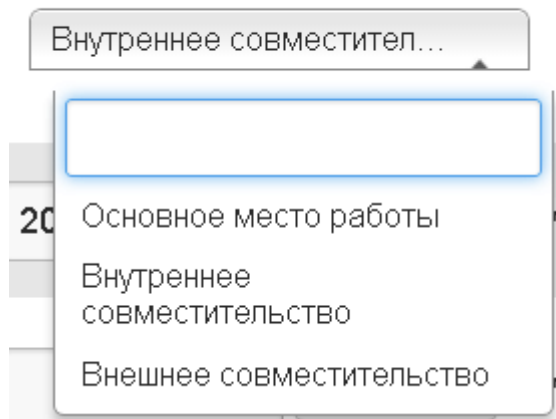 Внутреннее совместител...
20
Основное место работы
Внутреннее
совместительство
Внешнее совместительство